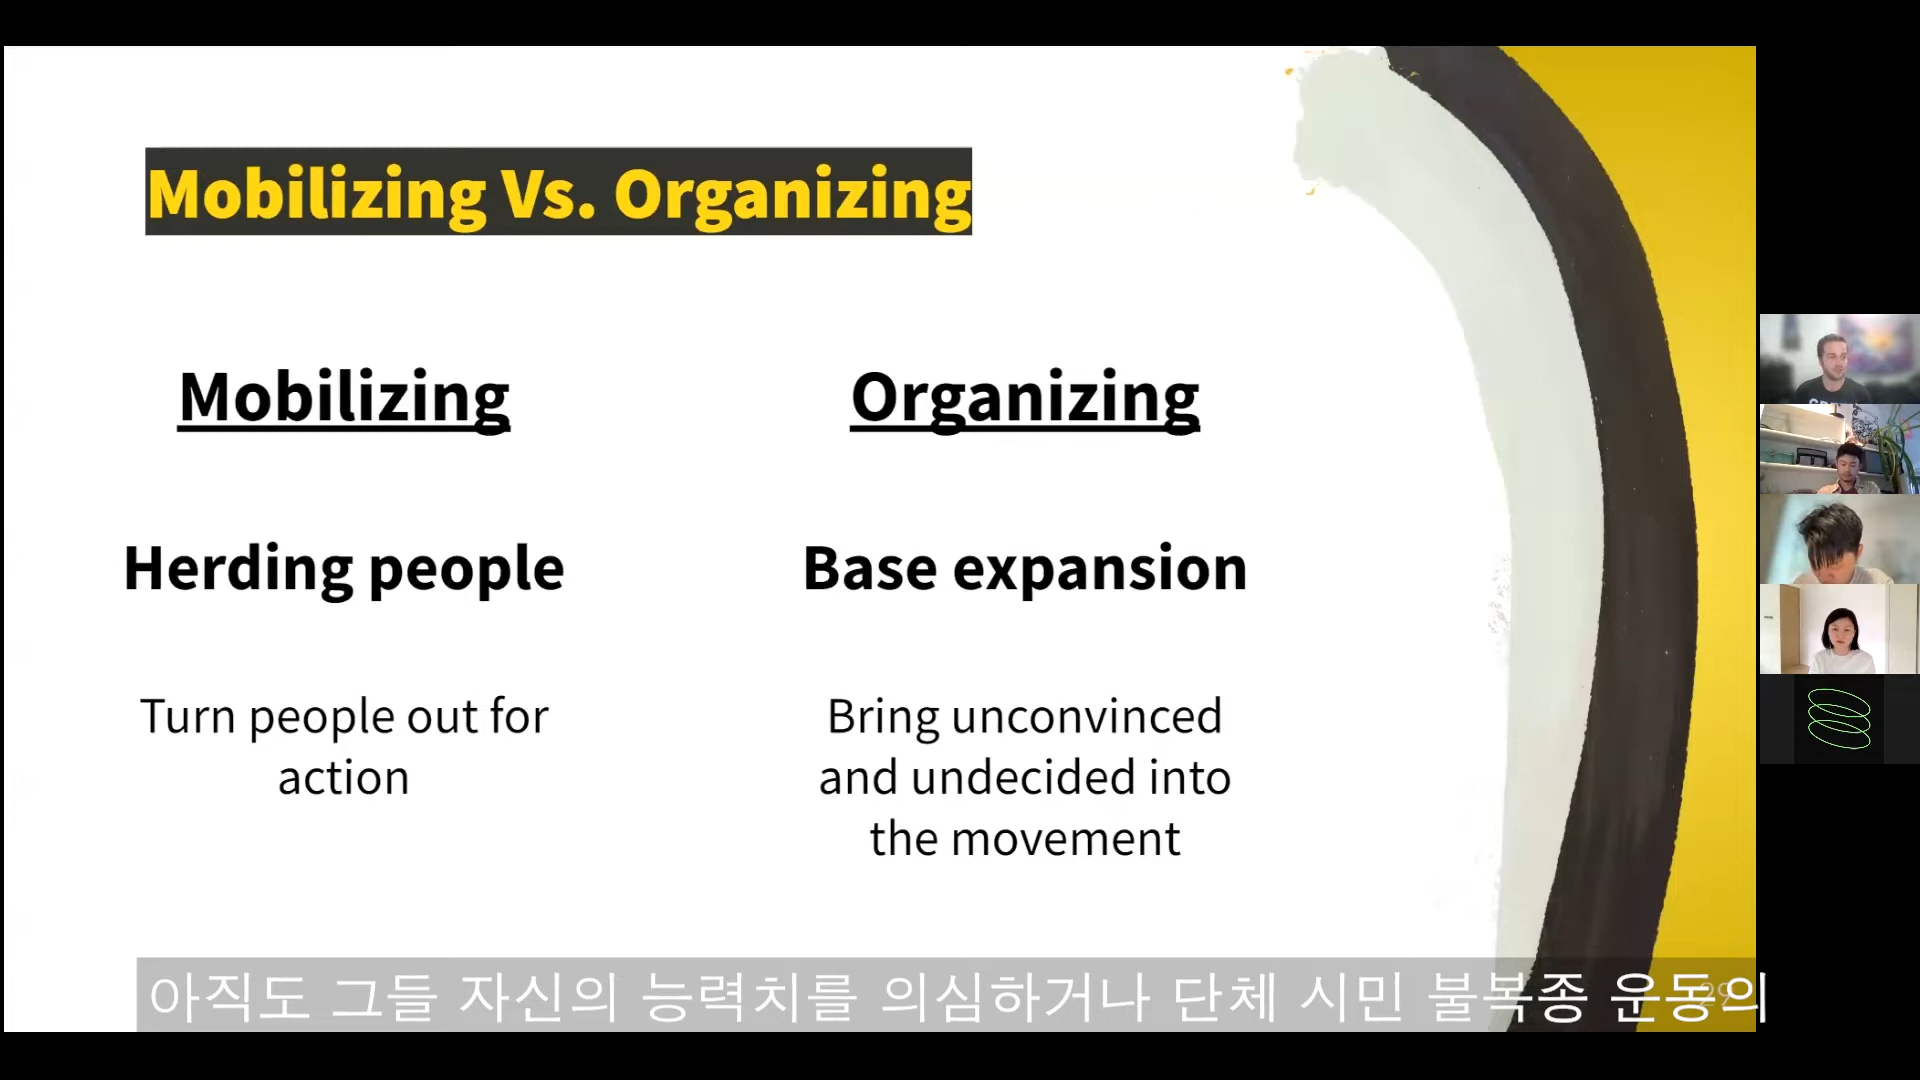 Mobilizing Vs. Organizing
Mobilizing
Herding people
Turn people out for
action
Organizing
Base expansion
Bring unconvinced
and undecided into
the movement
29
아직도 그들 자신의 능력치를 의심하거나 단체 시민 불복종 운동의